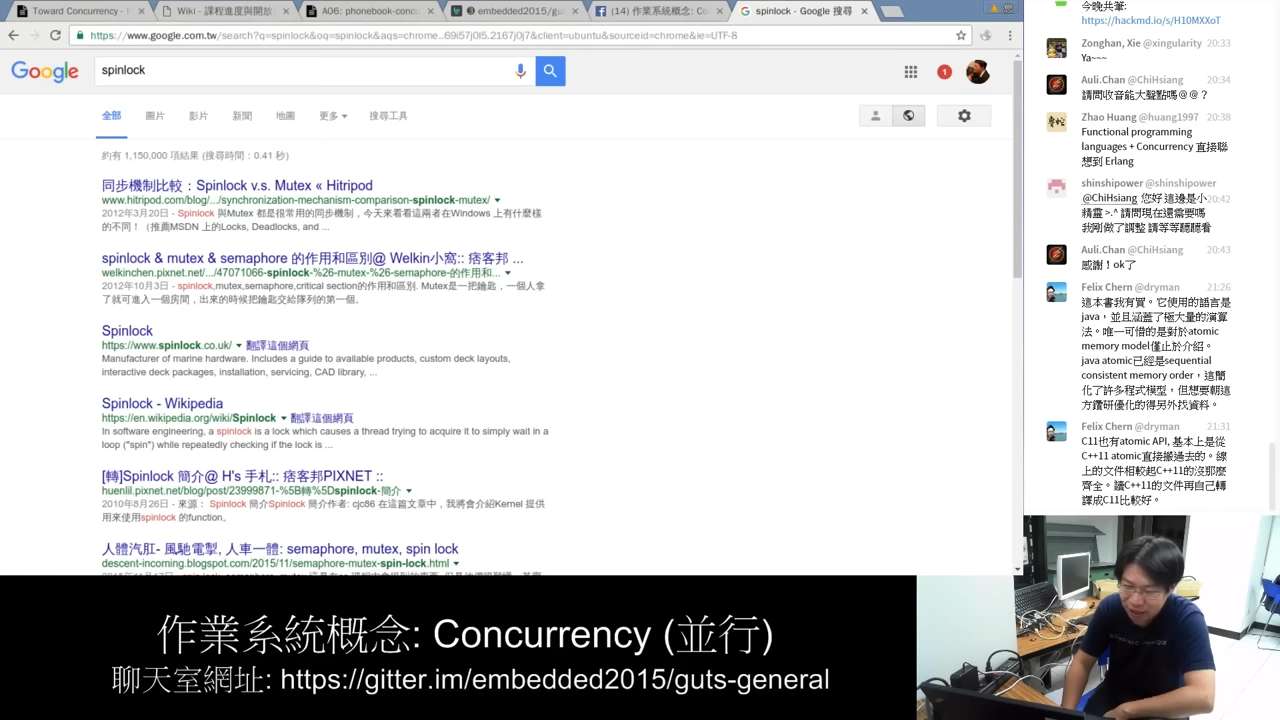 Toward Concurrency -
Wiki - 課程進度與開放
A06: phonebook-concur
embedded2015/gu
(14) 作業系統概念: Co
spinlock - Google 搜尋
https://www.google.com.tw/search?q=spinlock&oq=spinlock&aqs=chrome..69i57j0l5.2167j0j7&client=ubuntu&sourceid=chrome&ie=UTF-8
Google
spinlock
1
全部 圖片 影片 新聞 地圖 更多 搜尋工具
約有 1,150,000 項結果 (搜尋時間：0.41 秒)
同步機制比較：Spinlock v.s. Mutex « Hitripod
www.hitripod.com/blog/.../synchronization-mechanism-comparison-spinlock-mutex/
2012年3月20日 - Spinlock 與Mutex 都是很常用的同步機制，今天來看看這兩者在Windows 上有什麼樣
的不同！（推薦MSDN 上的Locks, Deadlocks, and ...
spinlock & mutex & semaphore 的作用和區別@ Welkin小窩:: 痞客邦 ...
welkinchen.pixnet.net/.../47071066-spinlock-%26-mutex-%26-semaphore-的作用和...
2012年10月3日 - spinlock,mutex,semaphore,critical section的作用和區別. Mutex是一把鑰匙，一個人拿
了就可進入一個房間，出來的時候把鑰匙交給隊列的第一個。
Spinlock
https://www.spinlock.co.uk/ 翻譯這個網頁
Manufacturer of marine hardware. Includes a guide to available products, custom deck layouts,
interactive deck packages, installation, servicing, CAD library, ...
Spinlock - Wikipedia
https://en.wikipedia.org/wiki/Spinlock 翻譯這個網頁
In software engineering, a spinlock is a lock which causes a thread trying to acquire it to simply wait in a
loop ("spin") while repeatedly checking if the lock is ...
[轉]Spinlock 簡介@ H's 手札:: 痞客邦PIXNET ::
huenlil.pixnet.net/blog/post/23999871-%5B轉%5Dspinlock-簡介
2010年8月26日 - 來源： Spinlock 簡介Spinlock 簡介作者: cjc86 在這篇文章中，我將會介紹Kernel 提供
用來使用spinlock 的function。
人體汽缸- 風馳電掣, 人車一體: semaphore, mutex, spin lock
descent-incoming.blogspot.com/2015/11/semaphore-mutex-spin-lock.html
今晚共筆:
https://hackmd.io/s/H10MXXoT
Zonghan, Xie @xingularity 20:33
Ya~~~
Auli.Chan @ChiHsiang 20:34
請問收音能大聲點嗎＠＠？
Zhao Huang @huang1997 20:38
Functional programming
languages + Concurrency 直接聯
想到 Erlang
shinshipower @shinshipower
@ChiHsiang 您好 這邊是小 20:42
精靈 >.^ 請問現在還需要嗎
我剛做了調整 請等等聽聽看
Auli.Chan @ChiHsiang 20:43
感謝！ok了
Felix Chern @dryman 21:26
這本書我有買。它使用的語言是
java，並且涵蓋了極大量的演算
法。唯一可惜的是對於atomic
memory model僅止於介紹。
java atomic已經是sequential
consistent memory order，這簡
化了許多程式模型，但想要朝這
方鑽研優化的得另外找資料。
Felix Chern @dryman 21:31
C11也有atomic API, 基本上是從
C++11 atomic直接搬過去的。線
上的文件相較起C++11的沒那麼
齊全。讀C++11的文件再自己轉
譯成C11比較好。
作業系統概念: Concurrency (並行)
聊天室網址: https://gitter.im/embedded2015/guts-general